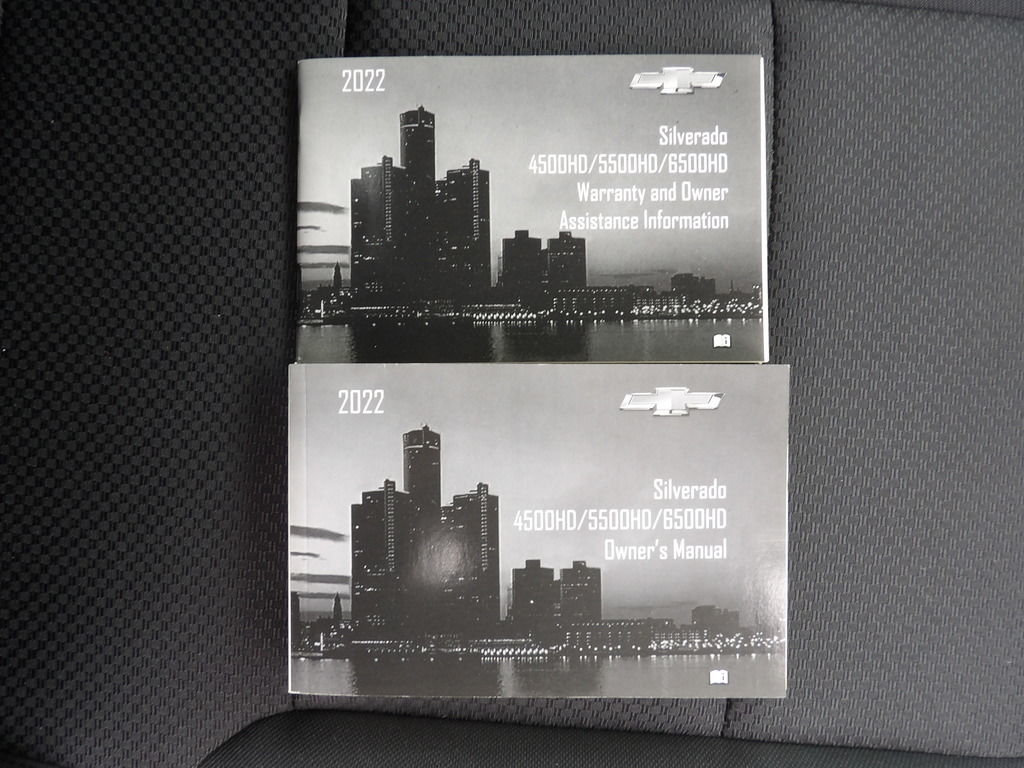 2022
Silverado
4500HD/5500HD/6500HD
Warranty and Owner
Assistance Information
2022
Silverado
4500HD/5500HD/6500HD
Owner's Manual